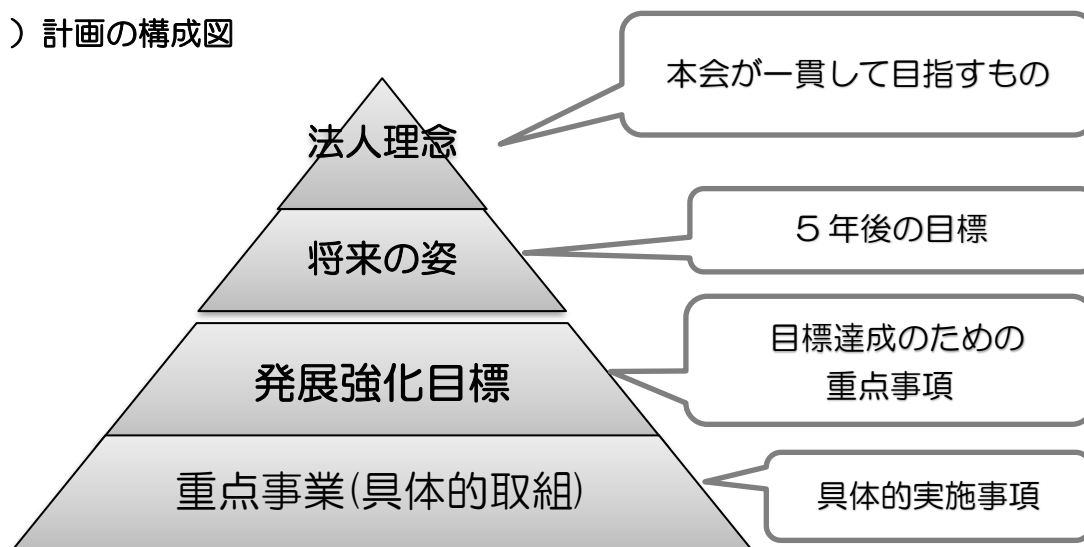 ）計画の構成図
本会が一貫して目指すもの
法人理念
５年後の目標
将来の姿
目標達成のための
重点事項
発展強化目標
重点事業(具体的取組)
具体的実施事項